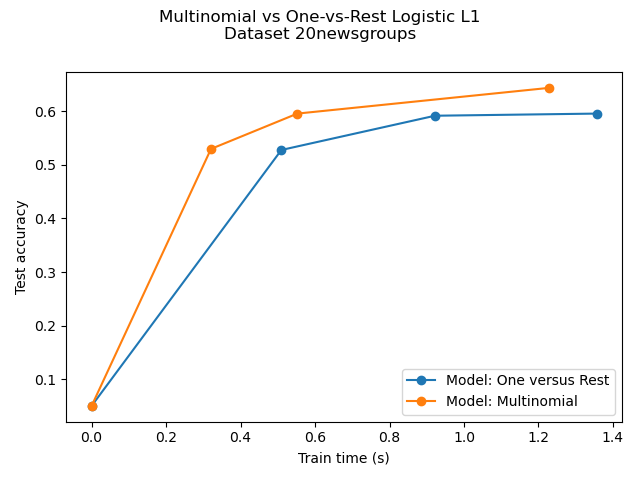 Multinomial vs One-vs-Rest Logistic L1
Dataset 20newsgroups
0.6
0.5
0.4
0.3
0.2
0.1
Test accuracy
Model: One versus Rest
Model: Multinomial
0.0 0.2 0.4 0.6 0.8 1.0 1.2 1.4
Train time (s)